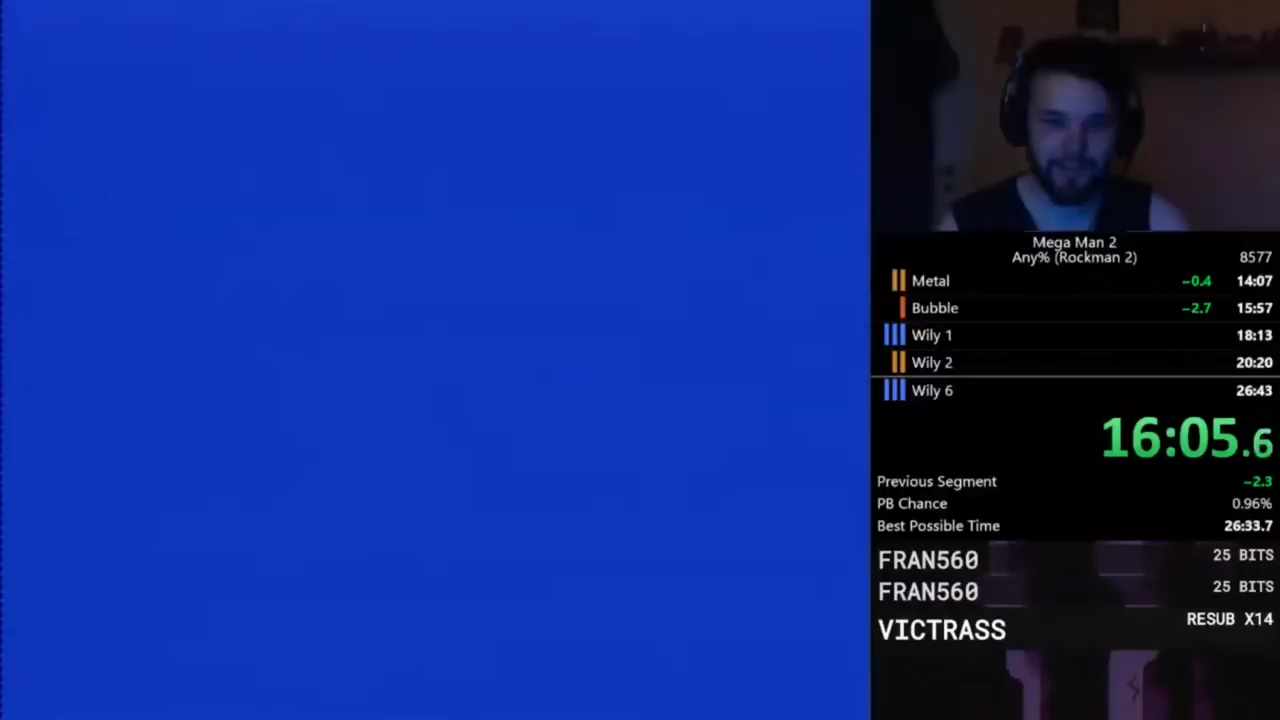 Mega Man 2
Any% (Rockman 2)
8577
Metal −0.4 14:07
Bubble −2.7 15:57
Wily 1 18:13
Wily 2 20:20
Wily 6 26:43
16:05.6
Previous Segment −2.3
PB Chance 0.96%
Best Possible Time 26:33.7
FRAN560 25 BITS
FRAN560 25 BITS
VICTRASS RESUB X14